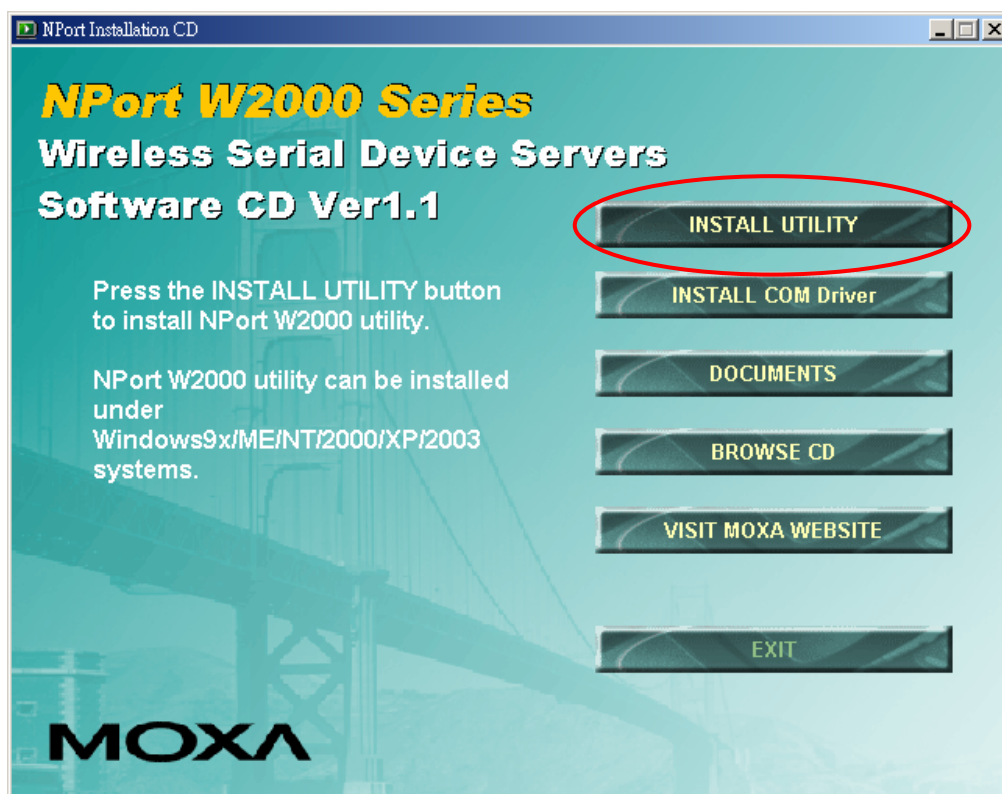 NPort Installation CD
NPort W2000 Series
Wireless Serial Device Servers
Software CD Ver1.1
INSTALL UTILITY
Press the INSTALL UTILITY button
to install NPort W2000 utility.
INSTALL COM Driver
NPort W2000 utility can be installed
under
Windows9x/ME/NT/2000/XP/2003
systems.
DOCUMENTS
BROWSE CD
VISIT MOXA WEBSITE
EXIT
MOXA